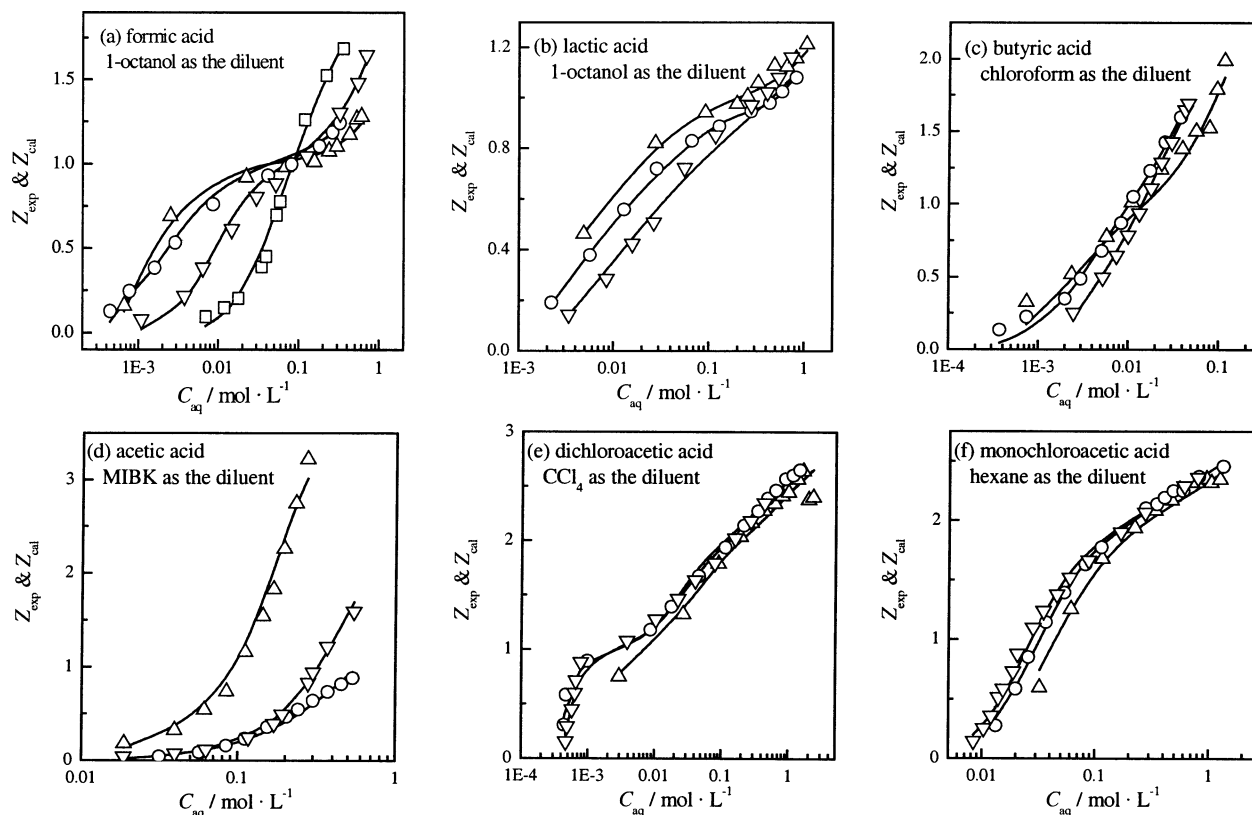 (a) formic acid
1-octanol as the diluent
Z_exp & Z_cal
1.5
1.0
0.5
0.0
1E-3
0.01
0.1
1
C_aq / mol · L⁻¹
(b) lactic acid
1-octanol as the diluent
Z_exp & Z_cal
1.2
0.8
0.4
0.0
1E-3
0.01
0.1
1
C_aq / mol · L⁻¹
(c) butyric acid
chloroform as the diluent
Z_exp & Z_cal
2.0
1.5
1.0
0.5
0.0
1E-4
1E-3
0.01
0.1
C_aq / mol · L⁻¹
(d) acetic acid
MIBK as the diluent
Z_exp & Z_cal
3
2
1
0
0.1
1
C_aq / mol · L⁻¹
(e) dichloroacetic acid
CCl₄ as the diluent
Z_exp & Z_cal
3
2
1
0
1E-4
1E-3
0.01
0.1
1
C_aq / mol · L⁻¹
(f) monochloroacetic acid
hexane as the diluent
Z_exp & Z_cal
2
1
0
0.01
0.1
1
C_aq / mol · L⁻¹